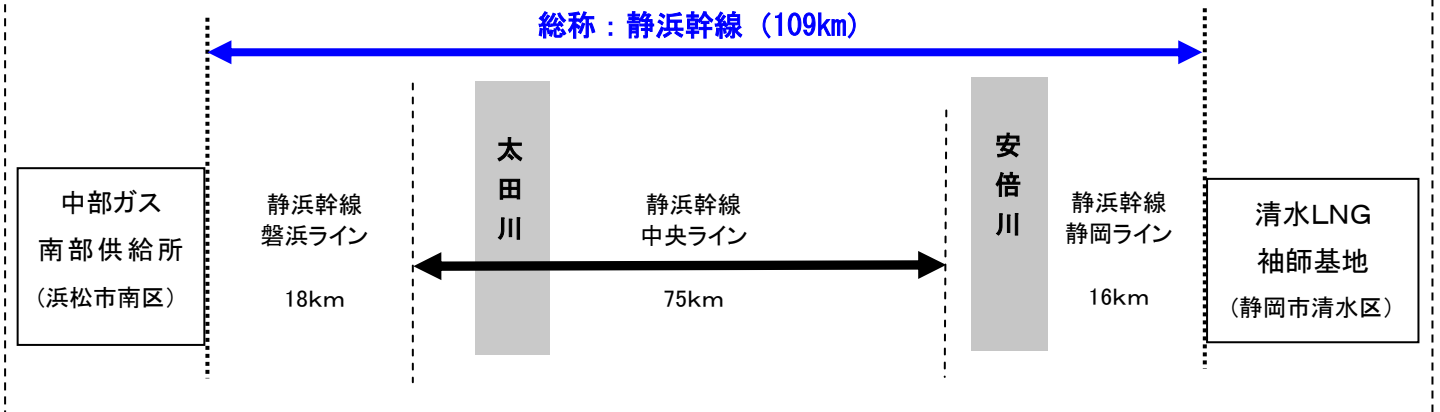 総称：静浜幹線（109km）
中部ガス
南部供給所
（浜松市南区）
静浜幹線
磐浜ライン
18km
太田川
静浜幹線
中央ライン
75km
安倍川
静浜幹線
静岡ライン
16km
清水LNG
袖師基地
（静岡市清水区）